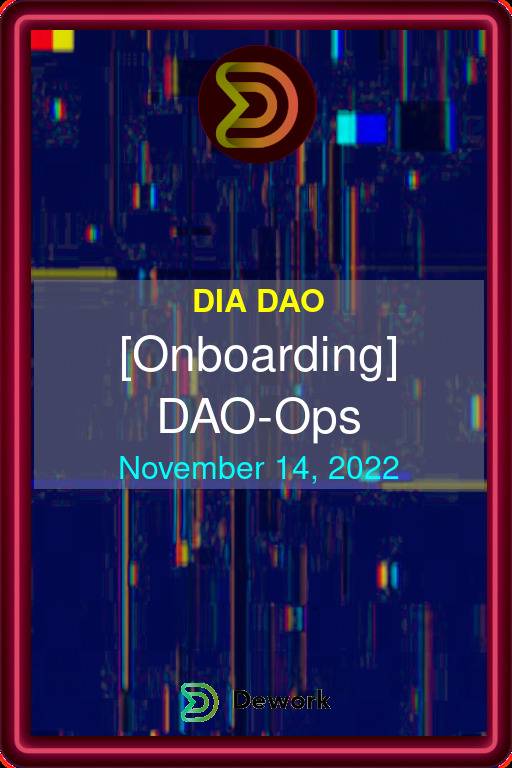 DIA DAO
[Onboarding]
DAO-Ops
November 14, 2022
Dework